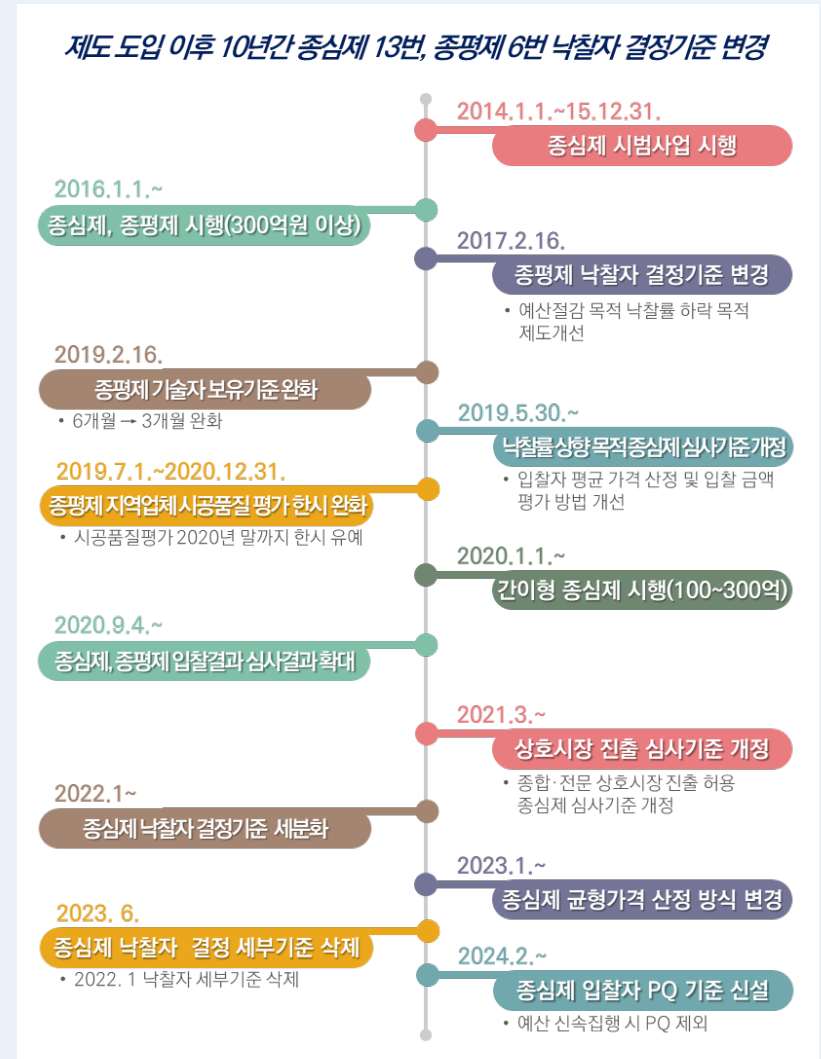 제도 도입 이후 10년간 종심제 13번, 종평제 6번 낙찰자 결정기준 변경
2014.1.1.~15.12.31.
종심제 시범사업 시행
2016.1.1.~
종심제, 종평제 시행(300억원 이상)
2017.2.16.
종평제 낙찰자 결정기준 변경
• 예산절감 목적 낙찰률 하락 목적
제도개선
2019.2.16.
종평제 기술자 보유기준 완화
• 6개월 → 3개월 완화
2019.5.30.~
낙찰률 상향 목적 종심제 심사기준 개정
• 입찰자 평균 가격 산정 및 입찰 금액
평가 방법 개선
2019.7.1.~2020.12.31.
종평제 지역업체 시공품질 평가 한시 완화
• 시공품질평가 2020년 말까지 한시 유예
2020.1.1.~
간이형 종심제 시행(100~300억)
2020.9.4.~
종심제, 종평제 입찰결과 심사결과 확대
2021.3.~
상호시장 진출 심사기준 개정
• 종합·전문 상호시장 진출 허용
종심제 심사기준 개정
2022.1~
종심제 낙찰자 결정기준 세분화
2023.1.~
종심제 균형가격 산정 방식 변경
2023. 6.
종심제 낙찰자 결정 세부기준 삭제
• 2022. 1 낙찰자 세부기준 삭제
2024.2.~
종심제 입찰자 PQ 기준 신설
• 예산 신속집행 시 PQ 제외